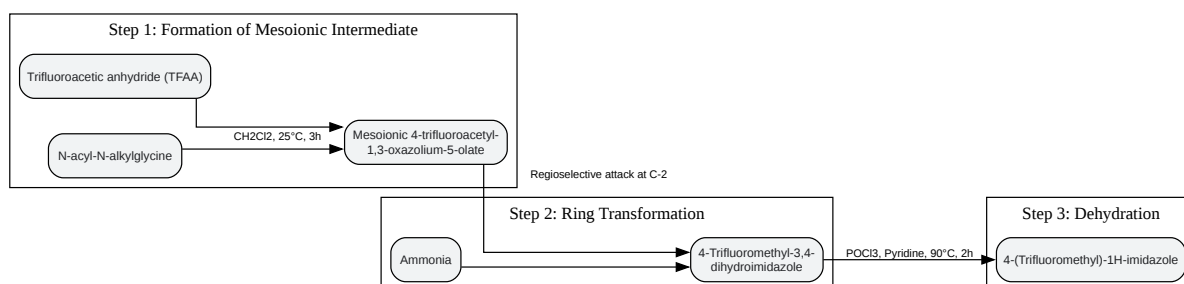 Step 1: Formation of Mesoionic Intermediate
Trifluoroacetic anhydride (TFAA)
CH2Cl2, 25°C, 3h
Mesoionic 4-trifluoroacetyl-
1,3-oxazolium-5-olate
N-acyl-N-alkylglycine
Regioselective attack at C-2
Step 2: Ring Transformation
Ammonia
4-Trifluoromethyl-3,4-
dihydroimidazole
POCl3, Pyridine, 90°C, 2h
Step 3: Dehydration
4-(Trifluoromethyl)-1H-imidazole